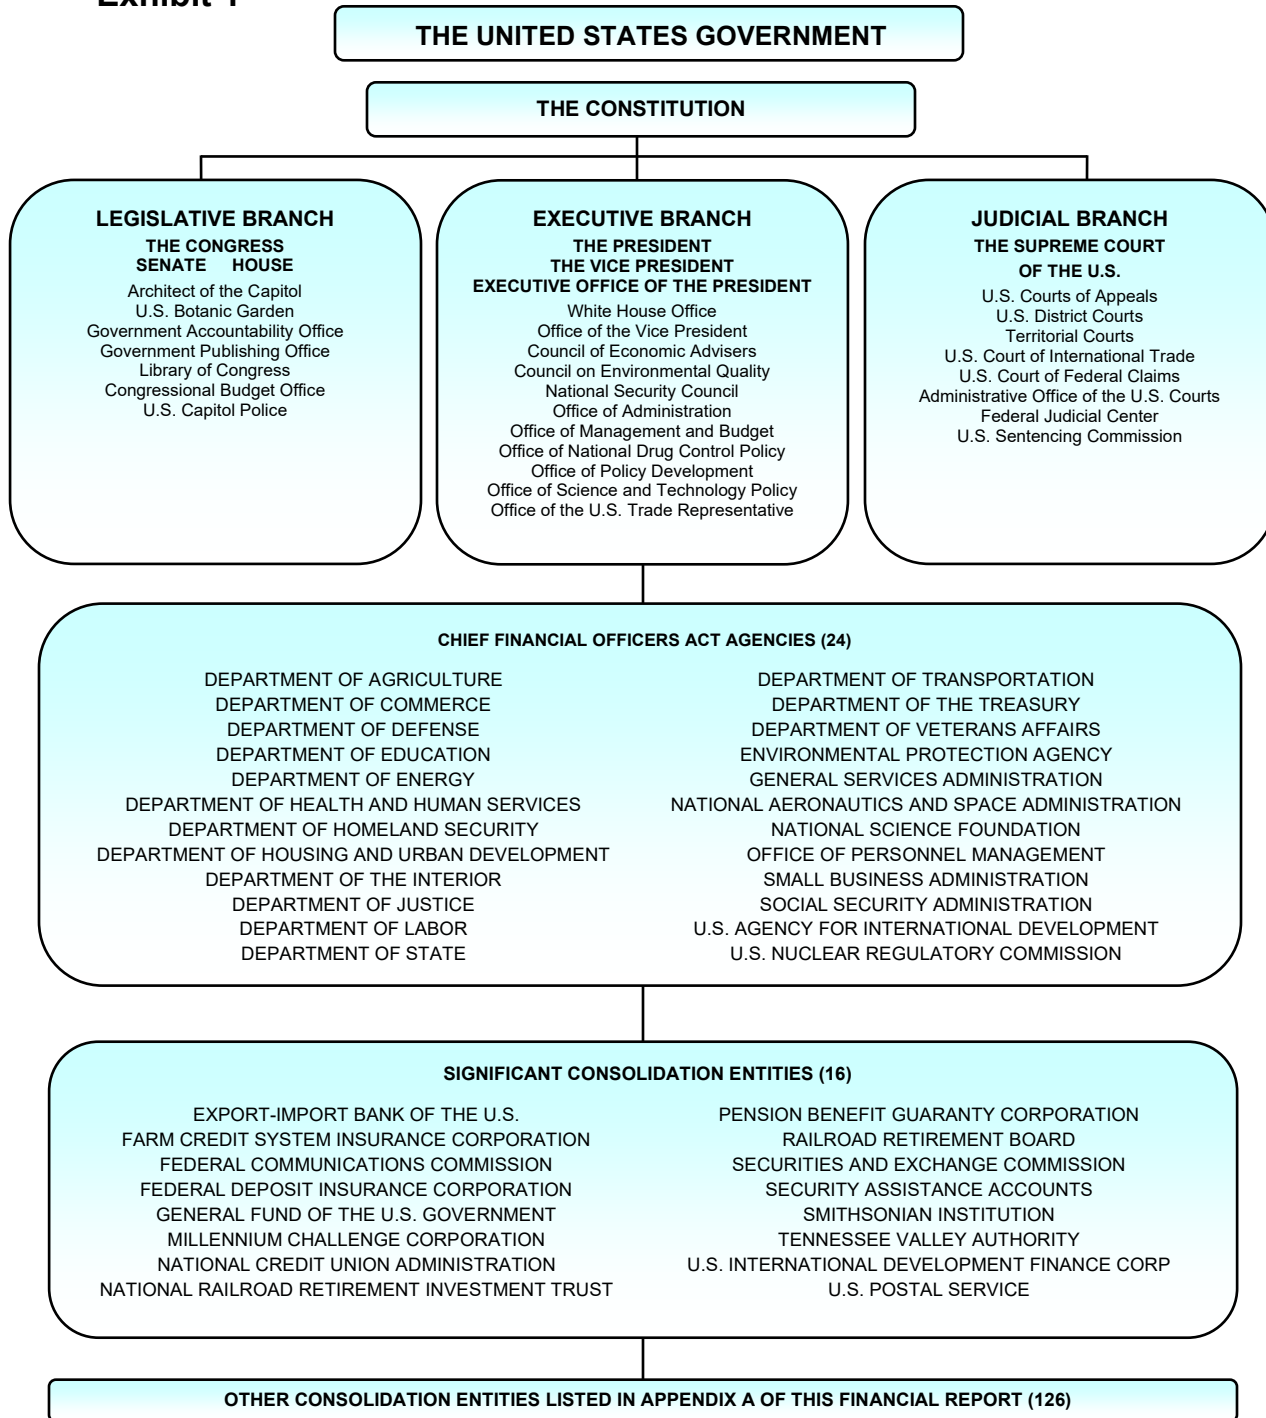 THE UNITED STATES GOVERNMENT
THE CONSTITUTION
LEGISLATIVE BRANCH
THE CONGRESS
SENATE HOUSE
Architect of the Capitol
U.S. Botanic Garden
Government Accountability Office
Government Publishing Office
Library of Congress
Congressional Budget Office
U.S. Capitol Police
EXECUTIVE BRANCH
THE PRESIDENT
THE VICE PRESIDENT
EXECUTIVE OFFICE OF THE PRESIDENT
White House Office
Office of the Vice President
Council of Economic Advisers
Council on Environmental Quality
National Security Council
Office of Administration
Office of Management and Budget
Office of National Drug Control Policy
Office of Policy Development
Office of Science and Technology Policy
Office of the U.S. Trade Representative
JUDICIAL BRANCH
THE SUPREME COURT
OF THE U.S.
U.S. Courts of Appeals
U.S. District Courts
Territorial Courts
U.S. Court of International Trade
U.S. Court of Federal Claims
Administrative Office of the U.S. Courts
Federal Judicial Center
U.S. Sentencing Commission
CHIEF FINANCIAL OFFICERS ACT AGENCIES (24)
DEPARTMENT OF AGRICULTURE
DEPARTMENT OF COMMERCE
DEPARTMENT OF DEFENSE
DEPARTMENT OF EDUCATION
DEPARTMENT OF ENERGY
DEPARTMENT OF HEALTH AND HUMAN SERVICES
DEPARTMENT OF HOMELAND SECURITY
DEPARTMENT OF HOUSING AND URBAN DEVELOPMENT
DEPARTMENT OF THE INTERIOR
DEPARTMENT OF JUSTICE
DEPARTMENT OF LABOR
DEPARTMENT OF STATE
DEPARTMENT OF TRANSPORTATION
DEPARTMENT OF THE TREASURY
DEPARTMENT OF VETERANS AFFAIRS
ENVIRONMENTAL PROTECTION AGENCY
GENERAL SERVICES ADMINISTRATION
NATIONAL AERONAUTICS AND SPACE ADMINISTRATION
NATIONAL SCIENCE FOUNDATION
OFFICE OF PERSONNEL MANAGEMENT
SMALL BUSINESS ADMINISTRATION
SOCIAL SECURITY ADMINISTRATION
U.S. AGENCY FOR INTERNATIONAL DEVELOPMENT
U.S. NUCLEAR REGULATORY COMMISSION
SIGNIFICANT CONSOLIDATION ENTITIES (16)
EXPORT-IMPORT BANK OF THE U.S.
FARM CREDIT SYSTEM INSURANCE CORPORATION
FEDERAL COMMUNICATIONS COMMISSION
FEDERAL DEPOSIT INSURANCE CORPORATION
GENERAL FUND OF THE U.S. GOVERNMENT
MILLENNIUM CHALLENGE CORPORATION
NATIONAL CREDIT UNION ADMINISTRATION
NATIONAL RAILROAD RETIREMENT INVESTMENT TRUST
PENSION BENEFIT GUARANTY CORPORATION
RAILROAD RETIREMENT BOARD
SECURITIES AND EXCHANGE COMMISSION
SECURITY ASSISTANCE ACCOUNTS
SMITHSONIAN INSTITUTION
TENNESSEE VALLEY AUTHORITY
U.S. INTERNATIONAL DEVELOPMENT FINANCE CORP
U.S. POSTAL SERVICE
OTHER CONSOLIDATION ENTITIES LISTED IN APPENDIX A OF THIS FINANCIAL REPORT (126)